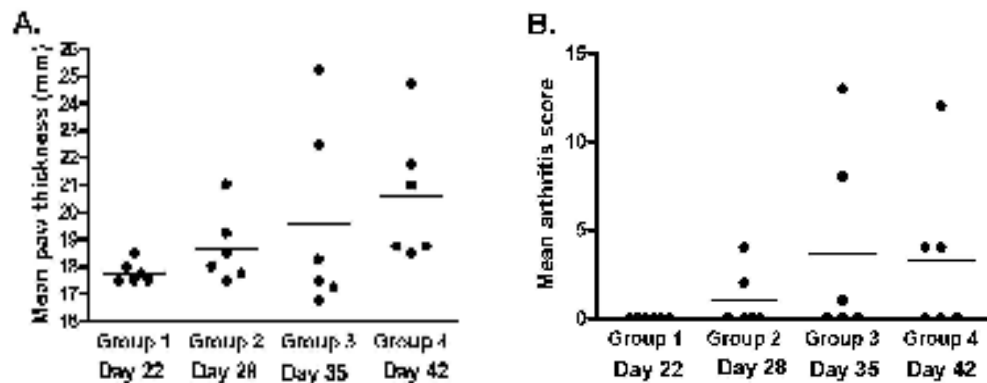 A.
Mean paw thickness (mm)
26
25
24
23
22
21
20
19
18
17
16
Group 1 Group 2 Group 3 Group 4
Day 22 Day 28 Day 35 Day 42
B.
Mean arthritis score
15
10
5
0
Group 1 Group 2 Group 3 Group 4
Day 22 Day 28 Day 35 Day 42